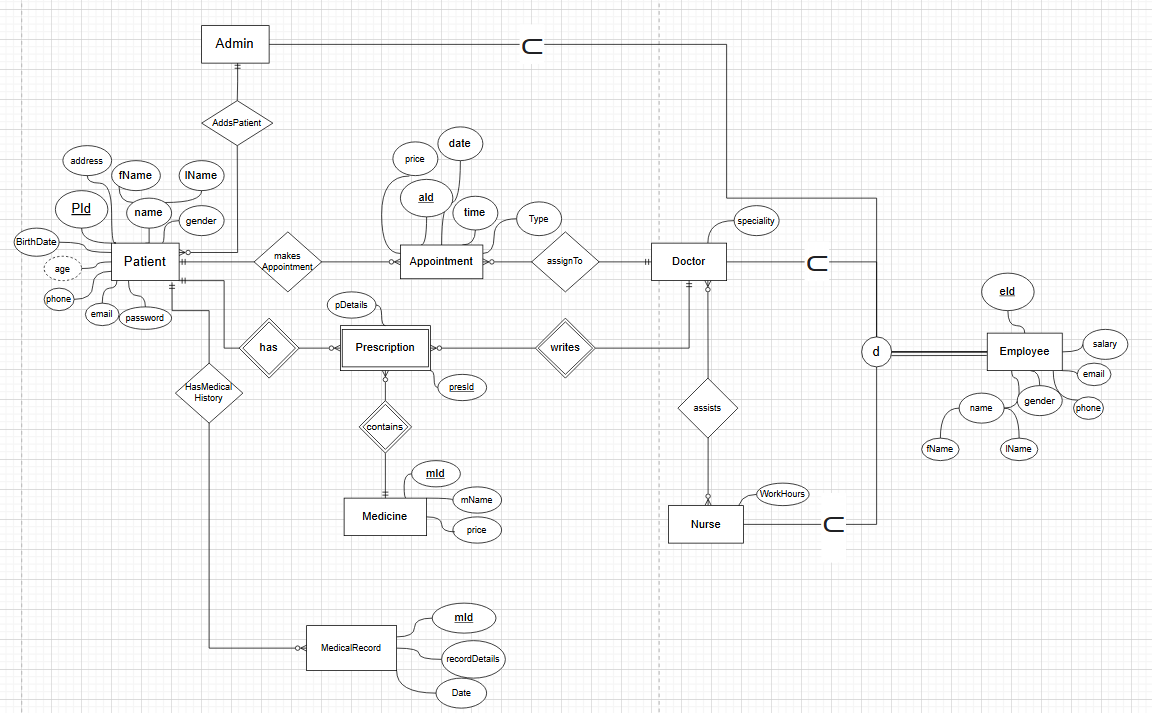 Admin
AddsPatient
address
fName
lName
PId
name
gender
BirthDate
age
phone
email
password
Patient
makes
Appointment
price
date
aId
time
Type
Appointment
assignTo
Doctor
speciality
d
eId
Employee
salary
email
phone
gender
name
fName
lName
pDetails
has
Prescription
writes
presId
HasMedical
History
contains
assists
mId
mName
price
Medicine
WorkHours
Nurse
mId
MedicalRecord
recordDetails
Date